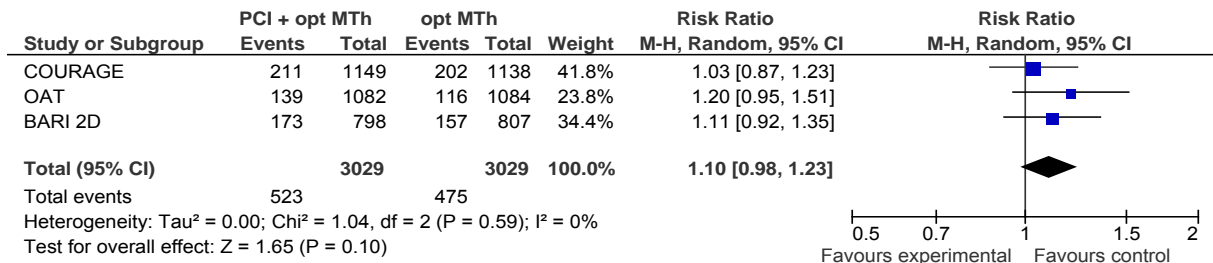 PCI + opt MTh opt MTh Risk Ratio Risk Ratio
Study or Subgroup Events Total Events Total Weight M-H, Random, 95% CI M-H, Random, 95% CI
COURAGE 211 1149 202 1138 41.8% 1.03 [0.87, 1.23]
OAT 139 1082 116 1084 23.8% 1.20 [0.95, 1.51]
BARI 2D 173 798 157 807 34.4% 1.11 [0.92, 1.35]
Total (95% CI) 3029 3029 100.0% 1.10 [0.98, 1.23]
Total events 523 475
Heterogeneity: Tau² = 0.00; Chi² = 1.04, df = 2 (P = 0.59); I² = 0%
Test for overall effect: Z = 1.65 (P = 0.10)
0.5 0.7 1 1.5 2
Favours experimental Favours control